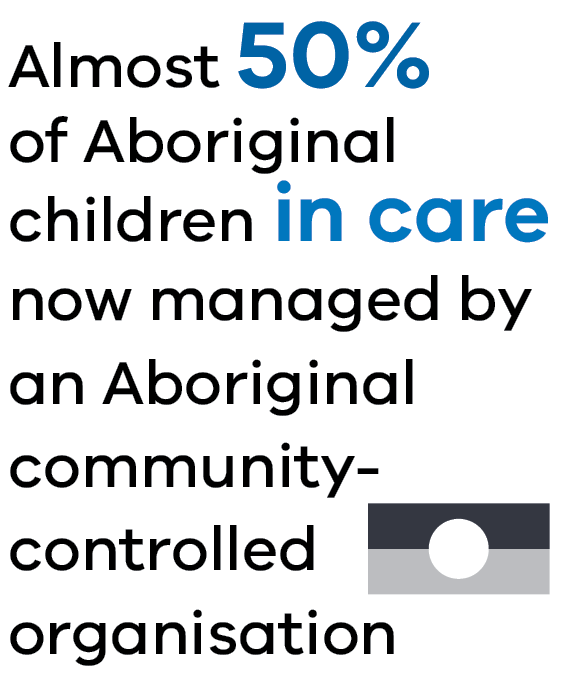 Almost 50%
of Aboriginal
children in care
now managed by
an Aboriginal
community-
controlled
organisation